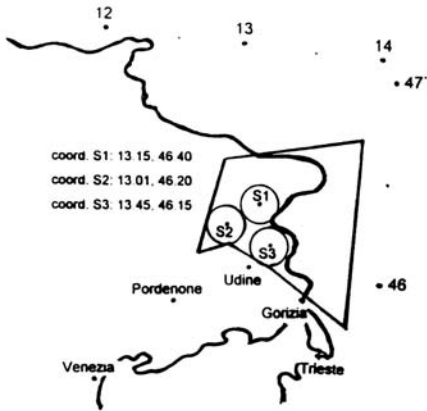 12
13
14
47
coord. S1: 13.15, 46.40
coord. S2: 13.01, 46.20
coord. S3: 13.45, 46.15
S1
S2
S3
Udine
46
Pordenone
Gorizia
Venezia
Trieste